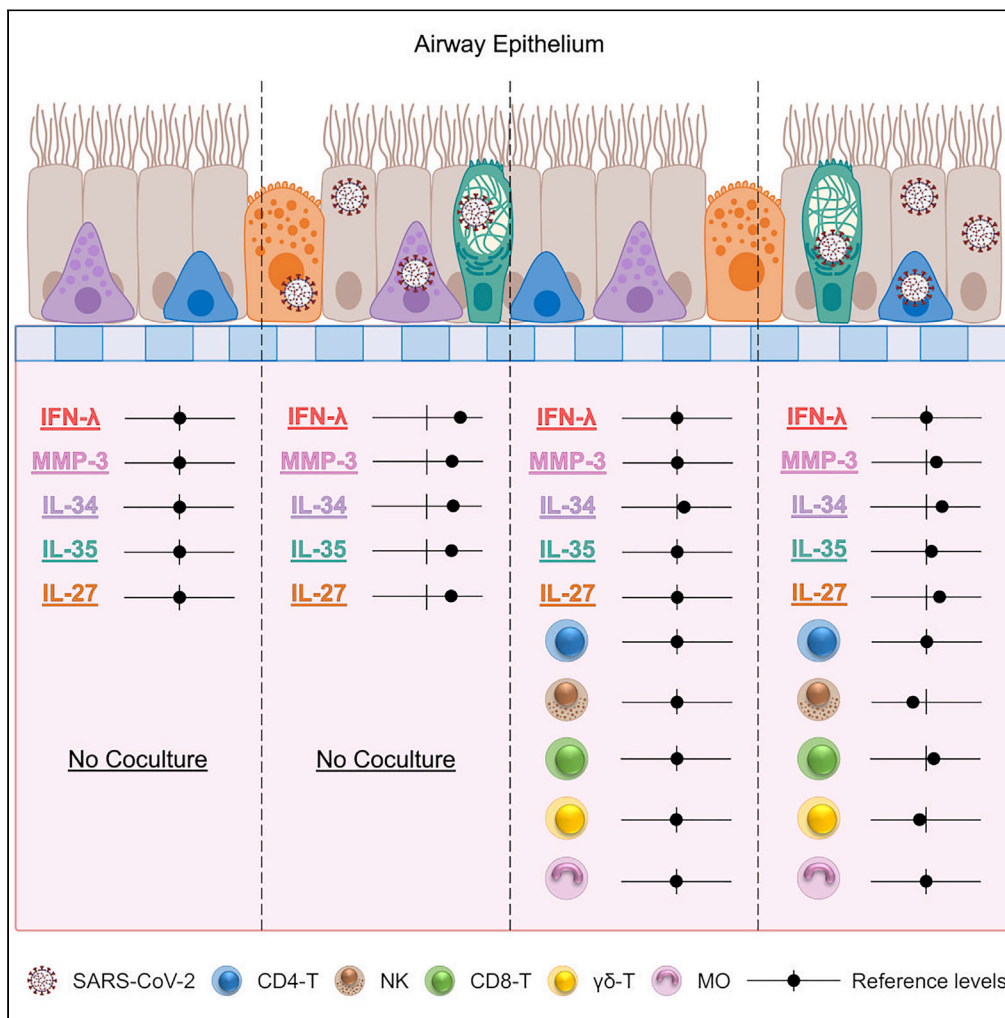 Airway Epithelium
IFN-λ IFN-λ IFN-λ IFN-λ
MMP-3 MMP-3 MMP-3 MMP-3
IL-34 IL-34 IL-34 IL-34
IL-35 IL-35 IL-35 IL-35
IL-27 IL-27 IL-27 IL-27
No Coculture No Coculture
SARS-CoV-2 CD4-T NK CD8-T γδ-T MO Reference levels